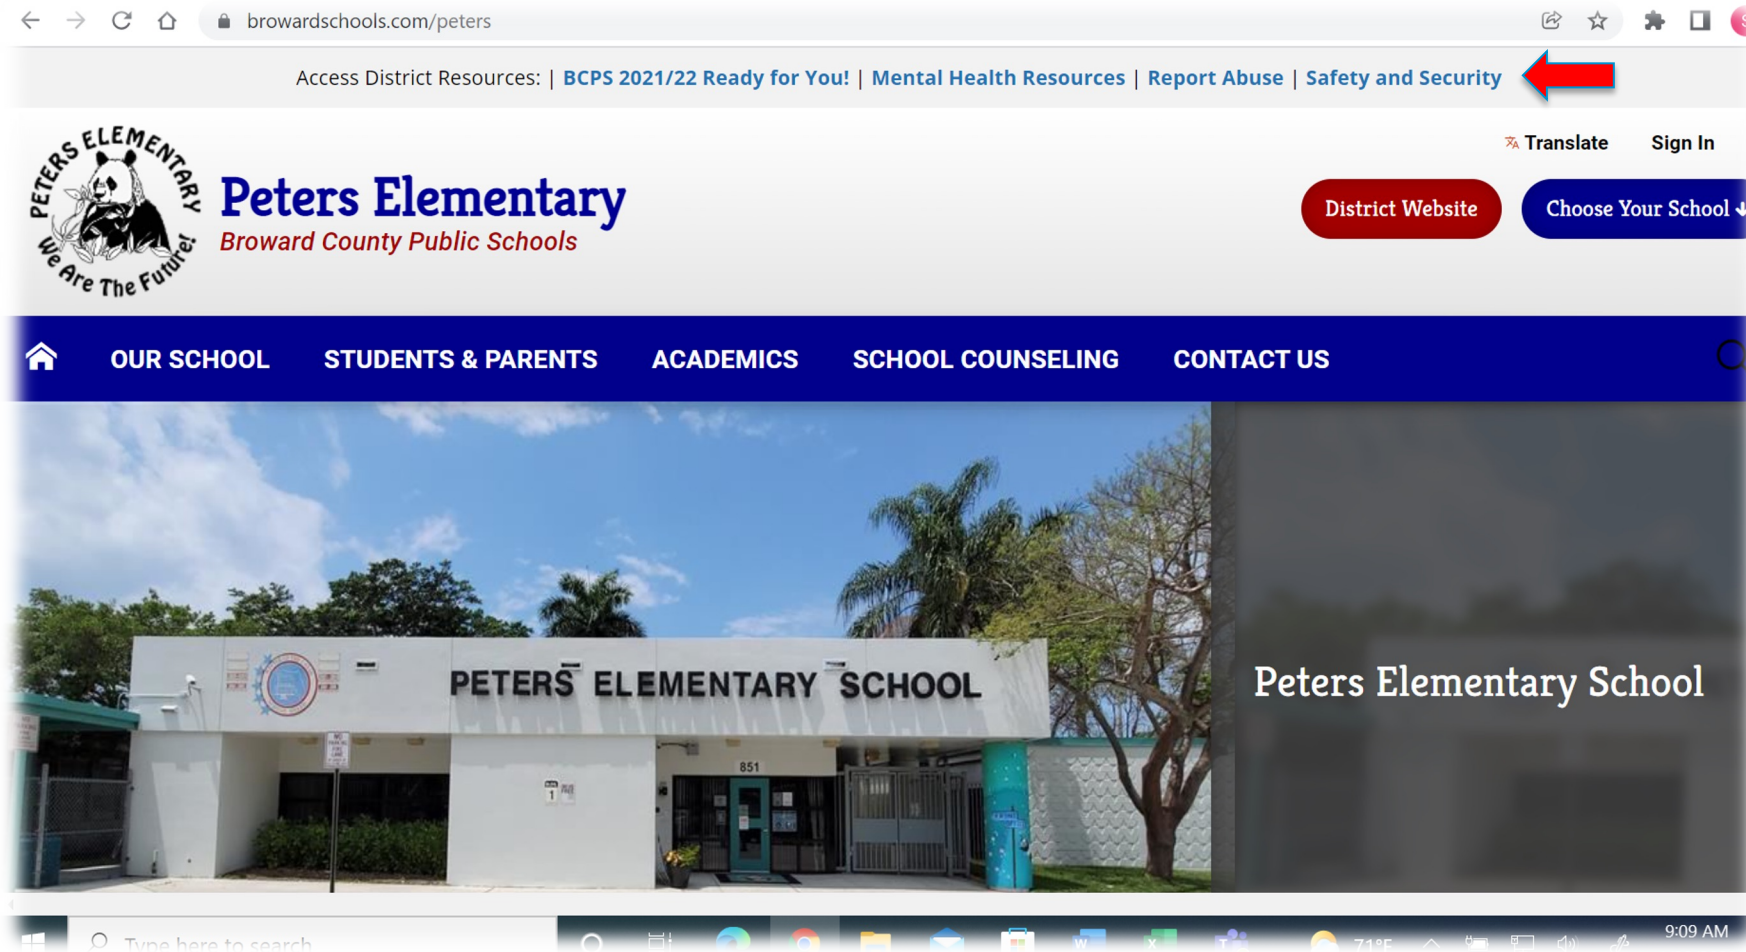 browardschools.com/peters
Access District Resources: | BCPS 2021/22 Ready for You! | Mental Health Resources | Report Abuse | Safety and Security
Translate Sign In
PETERS ELEMENTARY
We Are The Future!
Peters Elementary
Broward County Public Schools
District Website Choose Your School
OUR SCHOOL STUDENTS & PARENTS ACADEMICS SCHOOL COUNSELING CONTACT US
PETERS ELEMENTARY SCHOOL
851
1
Peters Elementary School
Type here to search
71°F
9:09 AM